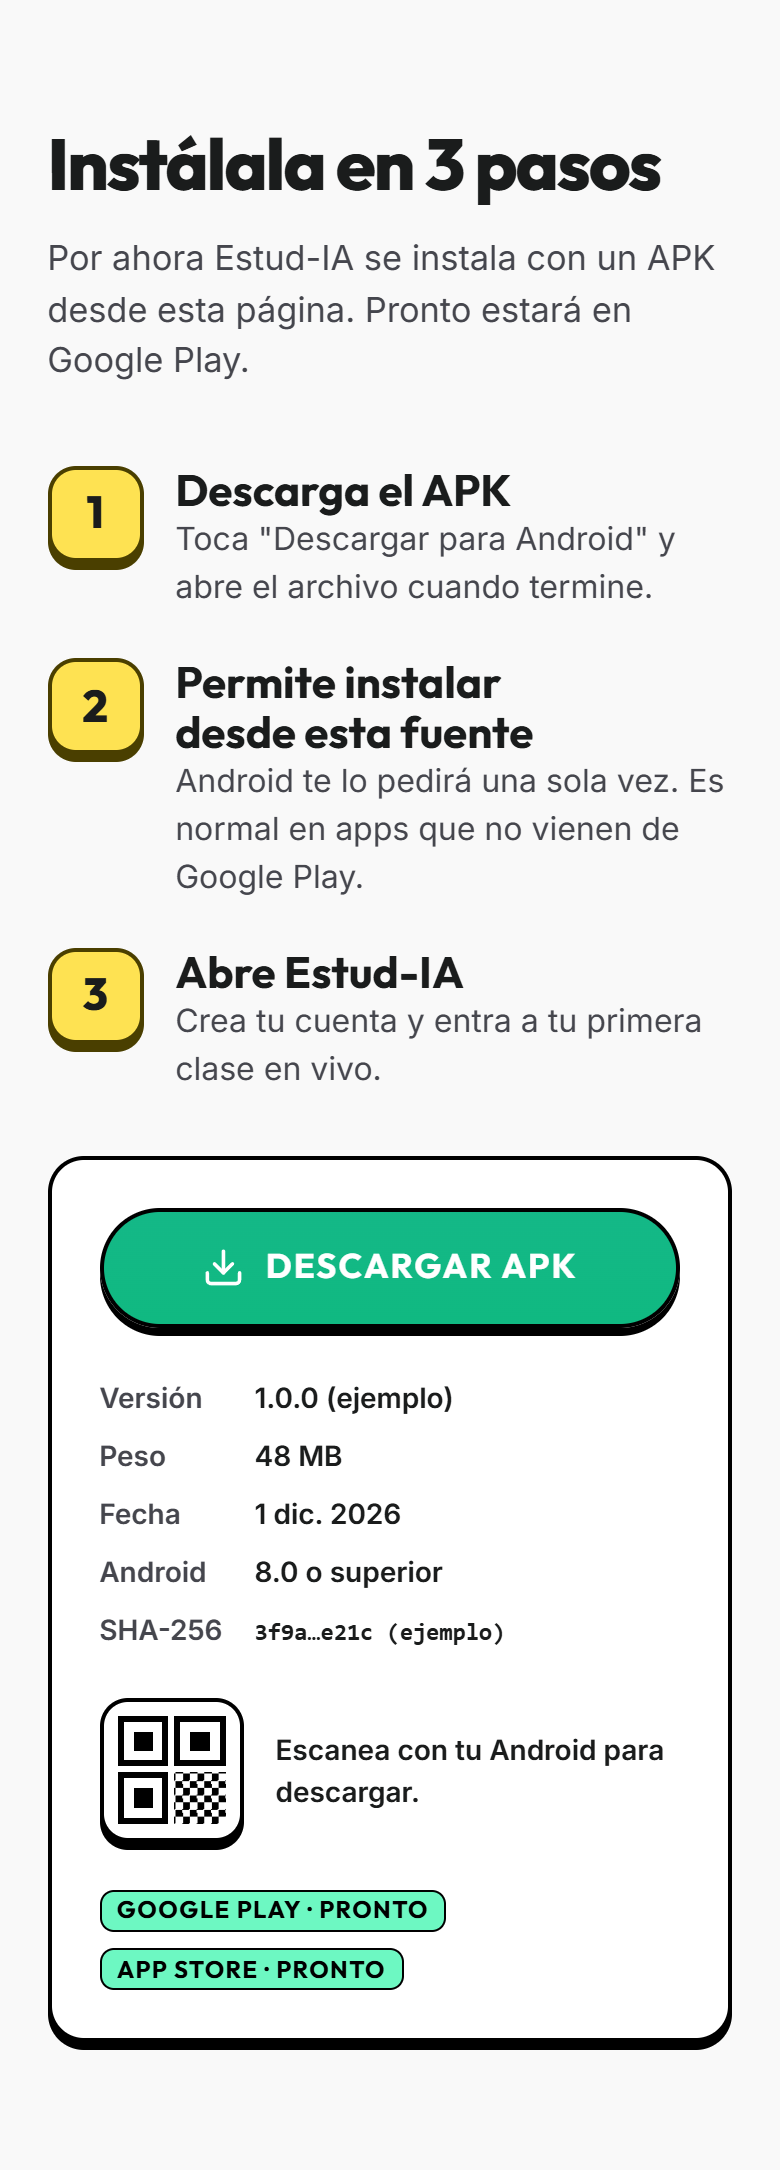 Instálala en 3 pasos
Por ahora Estud-IA se instala con un APK
desde esta página. Pronto estará en
Google Play.
1
Descarga el APK
Toca "Descargar para Android" y
abre el archivo cuando termine.
2
Permite instalar
desde esta fuente
Android te lo pedirá una sola vez. Es
normal en apps que no vienen de
Google Play.
3
Abre Estud-IA
Crea tu cuenta y entra a tu primera
clase en vivo.
DESCARGAR APK
Versión 1.0.0 (ejemplo)
Peso 48 MB
Fecha 1 dic. 2026
Android 8.0 o superior
SHA-256 3f9a…e21c (ejemplo)
Escanea con tu Android para
descargar.
GOOGLE PLAY · PRONTO
APP STORE · PRONTO